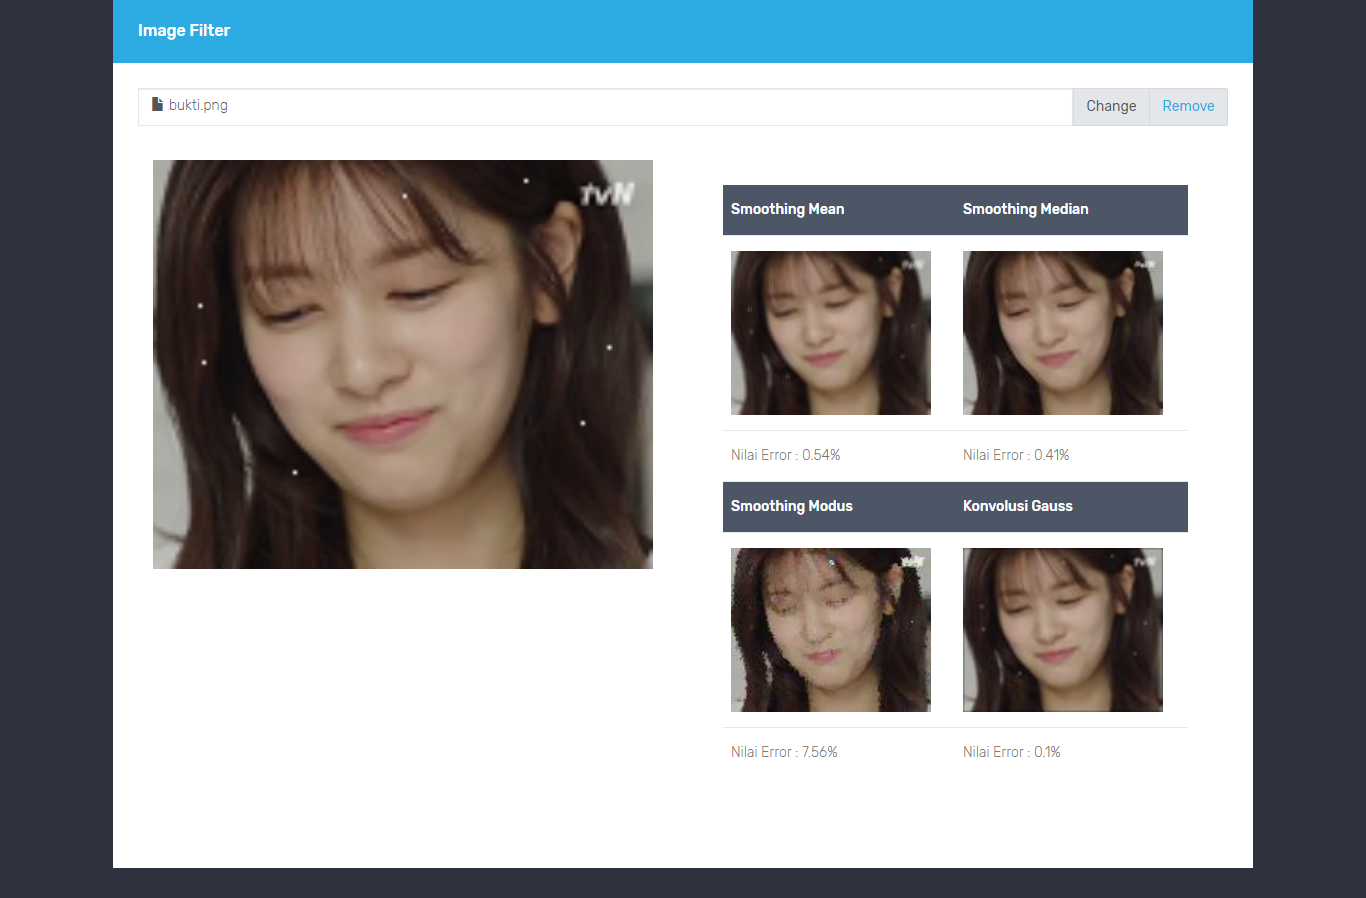 Image Filter
bukti.png
Change Remove
tvN
Smoothing Mean Smoothing Median
Nilai Error : 0.54% Nilai Error : 0.41%
Smoothing Modus Konvolusi Gauss
Nilai Error : 7.56% Nilai Error : 0.1%